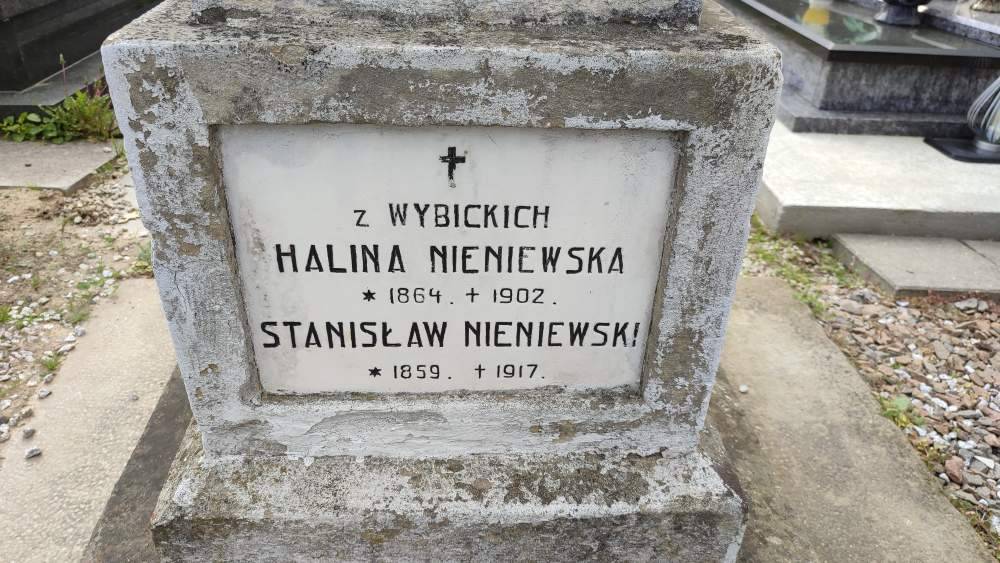 z WYBICKICH
HALINA NIENIEWSKA
* 1864. + 1902.
STANISŁAW NIENIEWSKI
* 1859. + 1917.